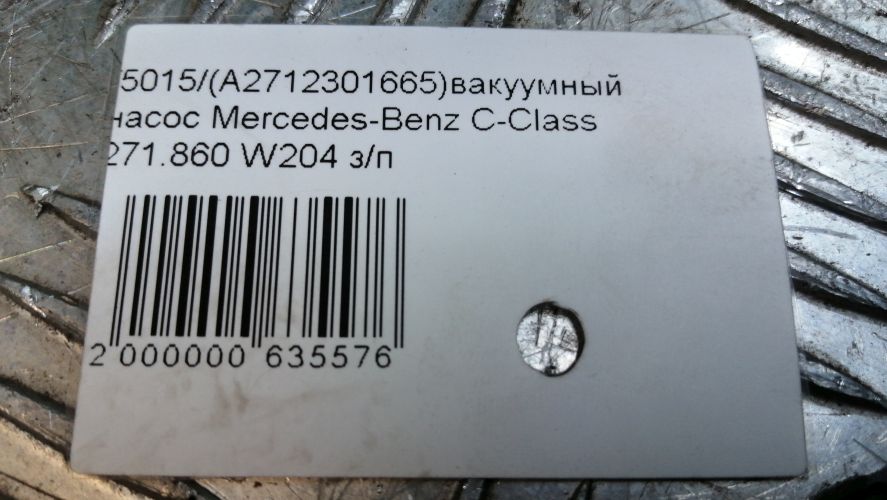 5015/(A2712301665)вакуумный
насос Mercedes-Benz C-Class
271.860 W204 з/п
2 000000 635576